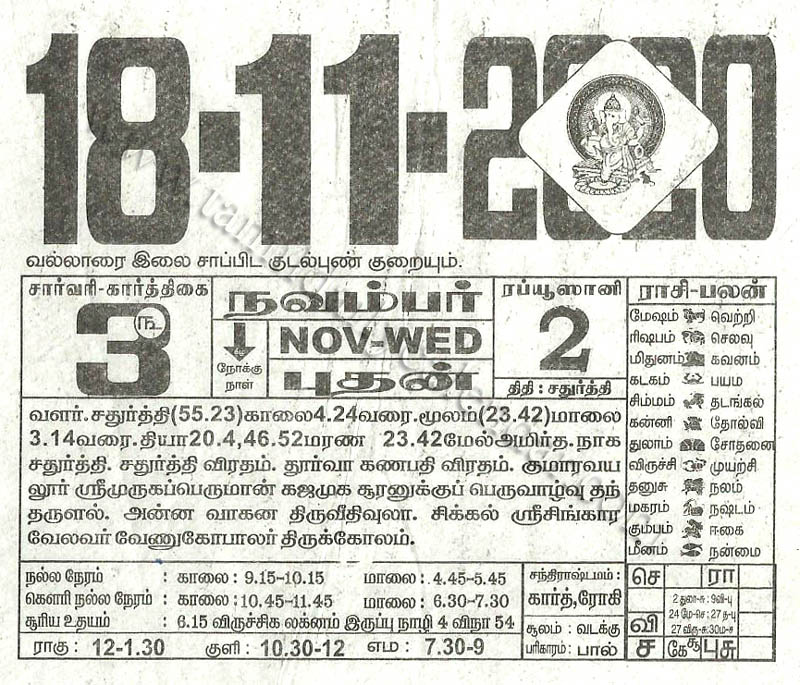 18-11-2020
வல்லாரை இலை சாப்பிட குடல்புண் குறையும்.
சார்வரி-கார்த்திகை
3
௩
நவம்பர்
நோக்கு
நாள்
NOV-WED
புதன்
ரப்யூஸானி
2
திதி : சதுர்த்தி
ராசி-பலன்
மேஷம் வெற்றி
ரிஷபம் செலவு
மிதுனம் கவனம்
கடகம் பயம
சிம்மம் தடங்கல்
கன்னி தோல்வி
துலாம் சோதனை
விருச்சி முயற்சி
தனுசு நலம்
மகரம் நஷ்டம்
கும்பம் ஈகை
மீனம் நன்மை
வளர்.சதுர்த்தி(55.23)காலை4.24வரை.மூலம்(23.42)மாலை
3.14வரை.தியா20.4,46.52மரண 23.42மேல்அமிர்த.நாக
சதுர்த்தி. சதுர்த்தி விரதம். தூர்வா கணபதி விரதம். குமாரவய
லூர் ஸ்ரீமுருகப்பெருமான் கஜமுக சூரனுக்குப் பெருவாழ்வு தந்
தருளல். அன்ன வாகன திருவீதிவுலா. சிக்கல் ஸ்ரீசிங்கார
வேலவர் வேணுகோபாலர் திருக்கோலம்.
நல்ல நேரம் : காலை : 9.15-10.15 மாலை : 4.45-5.45
கௌரி நல்ல நேரம் : காலை : 10.45-11.45 மாலை : 6.30-7.30
சூரிய உதயம் : 6.15 விருச்சிக லக்னம் இருப்பு நாழி 4 விநா 54
ராகு : 12-1.30 குளி : 10.30-12 எம : 7.30-9
சந்திராஷ்டமம் :
கார்த்,ரோகி
சூலம் : வடக்கு
பரிகாரம் : பால்
செ ரா
2 துலா-சு : 9வி-பு
24 மே-செ : 27 ந-பு
வி 27 விரு-சு:30ம-ச
ச கே சூ பு சு